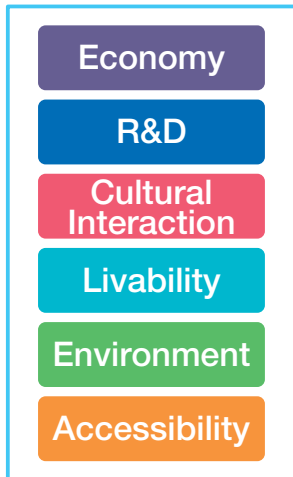 Economy
R&D
Cultural
Interaction
Livability
Environment
Accessibility